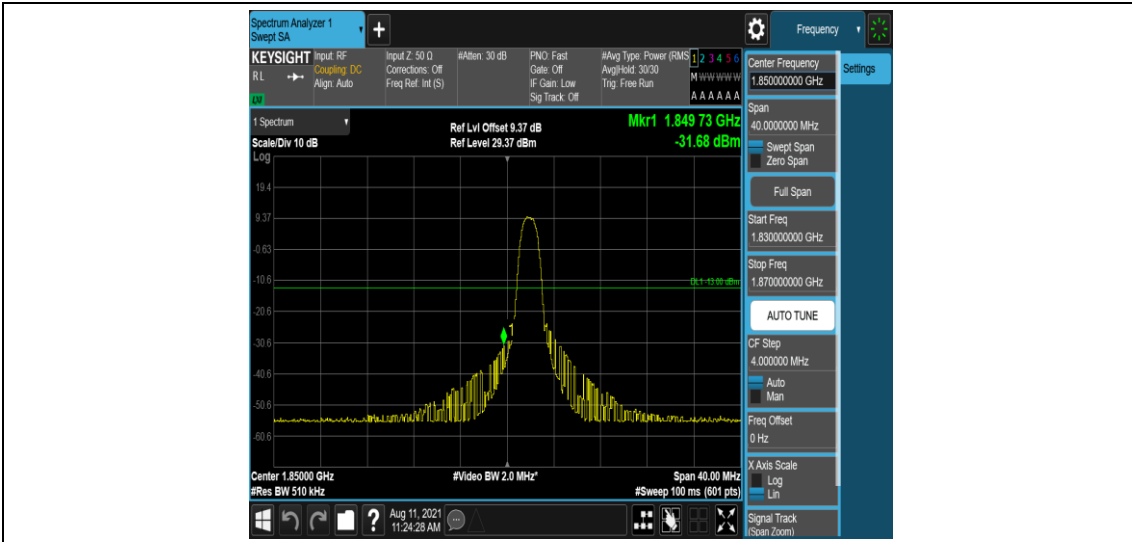 Spectrum Analyzer 1
Swept SA
+
Frequency
KEYSIGHT
RL
LXI
Input: RF
Coupling: DC
Align: Auto
Input Z: 50 Ω
Corrections: Off
Freq Ref: Int (S)
#Atten: 30 dB
PNO: Fast
Gate: Off
IF Gain: Low
Sig Track: Off
#Avg Type: Power (RMS
Avg|Hold: 30/30
Trig: Free Run
1 2 3 4 5 6
M W W W W W
A A A A A A
1 Spectrum
Scale/Div 10 dB
Log
Ref Lvl Offset 9.37 dB
Ref Level 29.37 dBm
Mkr1 1.849 73 GHz
-31.68 dBm
19.4
9.37
-0.63
-10.6
DL1 -13.00 dBm
-20.6
-30.6
-40.6
-50.6
-60.6
Center 1.85000 GHz
#Video BW 2.0 MHz*
Span 40.00 MHz
#Res BW 510 kHz
#Sweep 100 ms (601 pts)
Center Frequency
1.850000000 GHz
Settings
Span
40.0000000 MHz
Swept Span
Zero Span
Full Span
Start Freq
1.830000000 GHz
Stop Freq
1.870000000 GHz
AUTO TUNE
CF Step
4.000000 MHz
Auto
Man
Freq Offset
0 Hz
X Axis Scale
Log
Lin
Signal Track
(Span Zoom)
?
Aug 11, 2021
11:24:28 AM